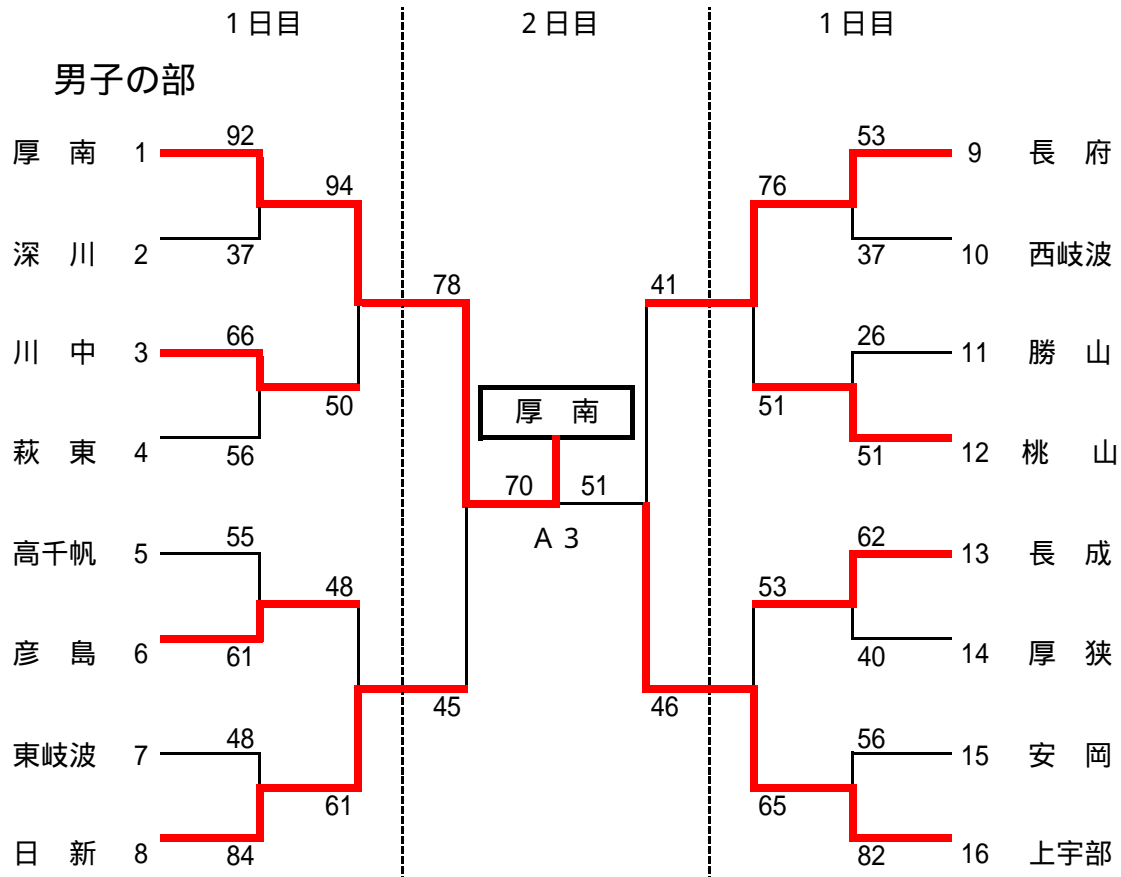 1日目 2日目 1日目
男子の部
92 53
厚 南 1 9 長 府
94 76
深 川 2 37 37 10 西岐波
78 41
66 26
川 中 3 11 勝 山
厚 南
50 51
萩 東 4 56 51 12 桃 山
70 51
55 A 3 62
高千帆 5 13 長 成
48 53
彦 島 6 61 40 14 厚 狭
45 46
48 56
東岐波 7 15 安 岡
61 65
日 新 8 84 82 16 上宇部